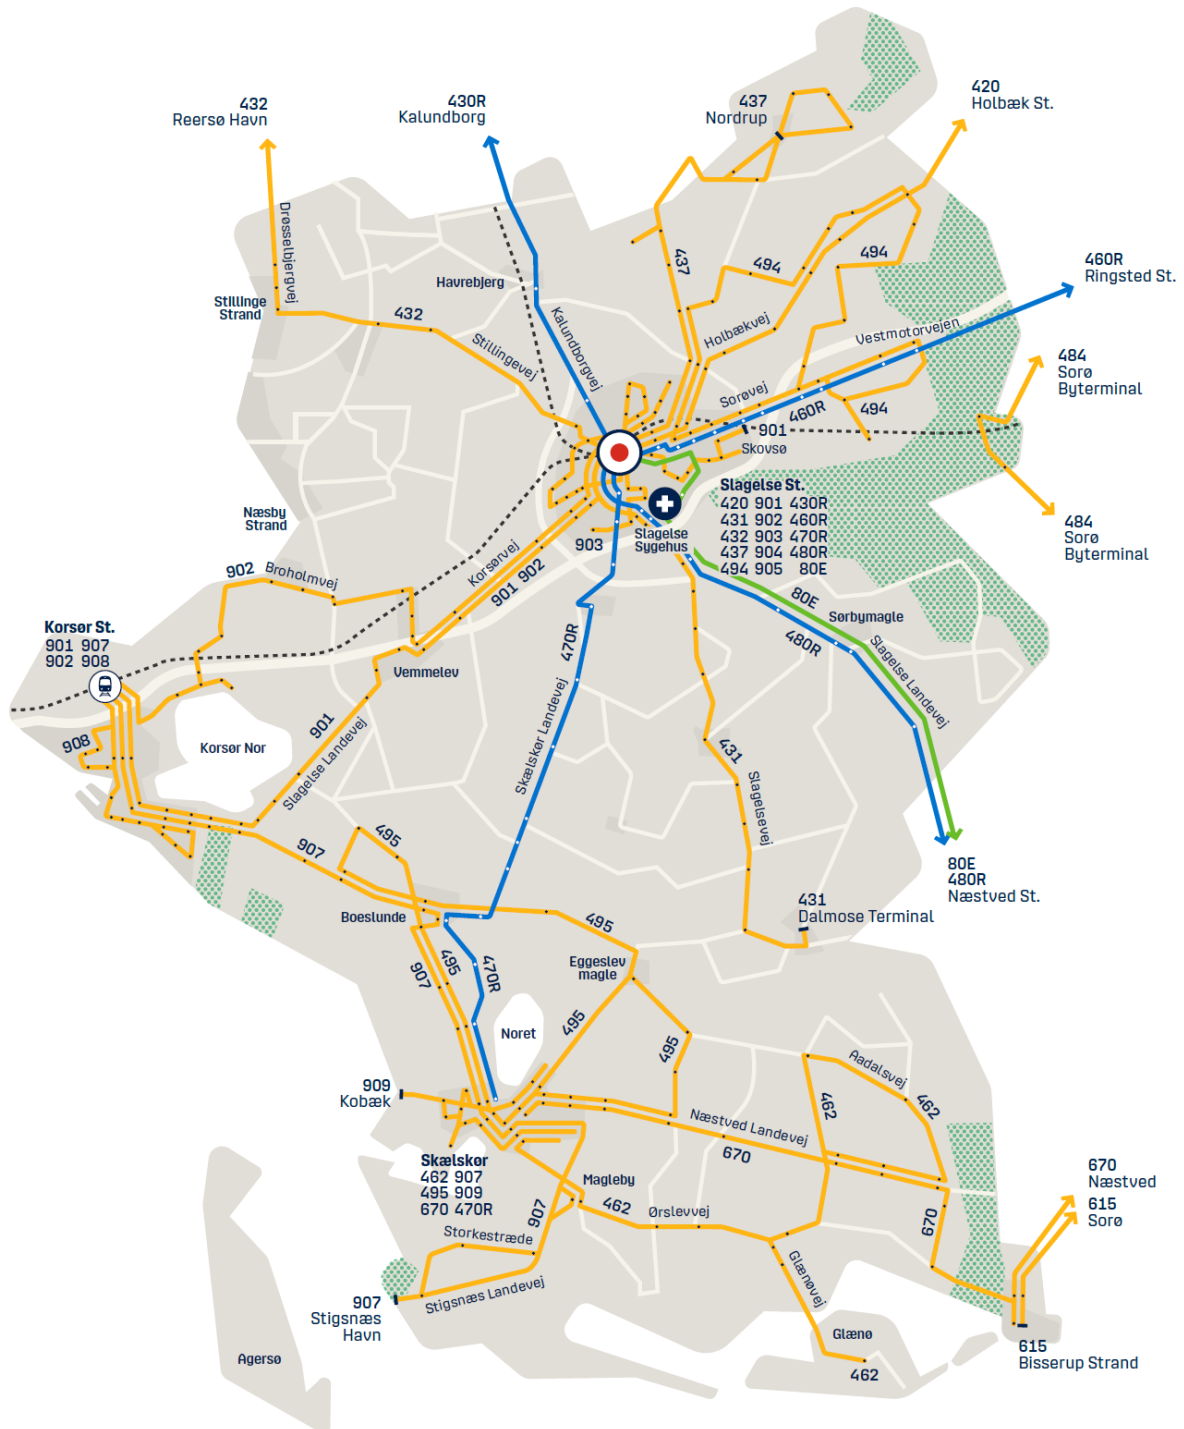 432
Reersø Havn
430R
Kalundborg
437
Nordrup
420
Holbæk St.
Drøsselbjergvej
437
494
494
460R
Ringsted St.
Havrebjerg
Stillinge
Strand
432
Stillingevej
Kalundborgvej
Holbækvej
Vestmotorvejen
484
Sorø
Byterminal
Sorøvej
460R
494
901
Skovsø
Slagelse St.
420 901 430R
431 902 460R
432 903 470R
437 904 480R
494 905 80E
Næsby
Strand
903
Slagelse
Sygehus
484
Sorø
Byterminal
Korsørvej
901 902
902
Broholmvej
80E
Sørbymagle
480R
Slagelse Landevej
Korsør St.
901 907
902 908
Vemmelev
470R
Skælskør Landevej
908
Korsør Nor
901
Slagelse Landevej
431
Slagelsevej
907
495
80E
480R
Næstved St.
431
Dalmose Terminal
Boeslunde
495
907
495
470R
Eggeslev
magle
Noret
495
495
909
Kobæk
Aadalsvej
462
462
Næstved Landevej
670
Skælskør
462 907
495 909
670 470R
Magleby
462
Ørslevvej
907
670
670
Næstved
615
Sorø
Storkestræde
Stigsnæs Landevej
907
Stigsnæs
Havn
Glænøvej
Glænø
462
615
Bisserup Strand
Agersø